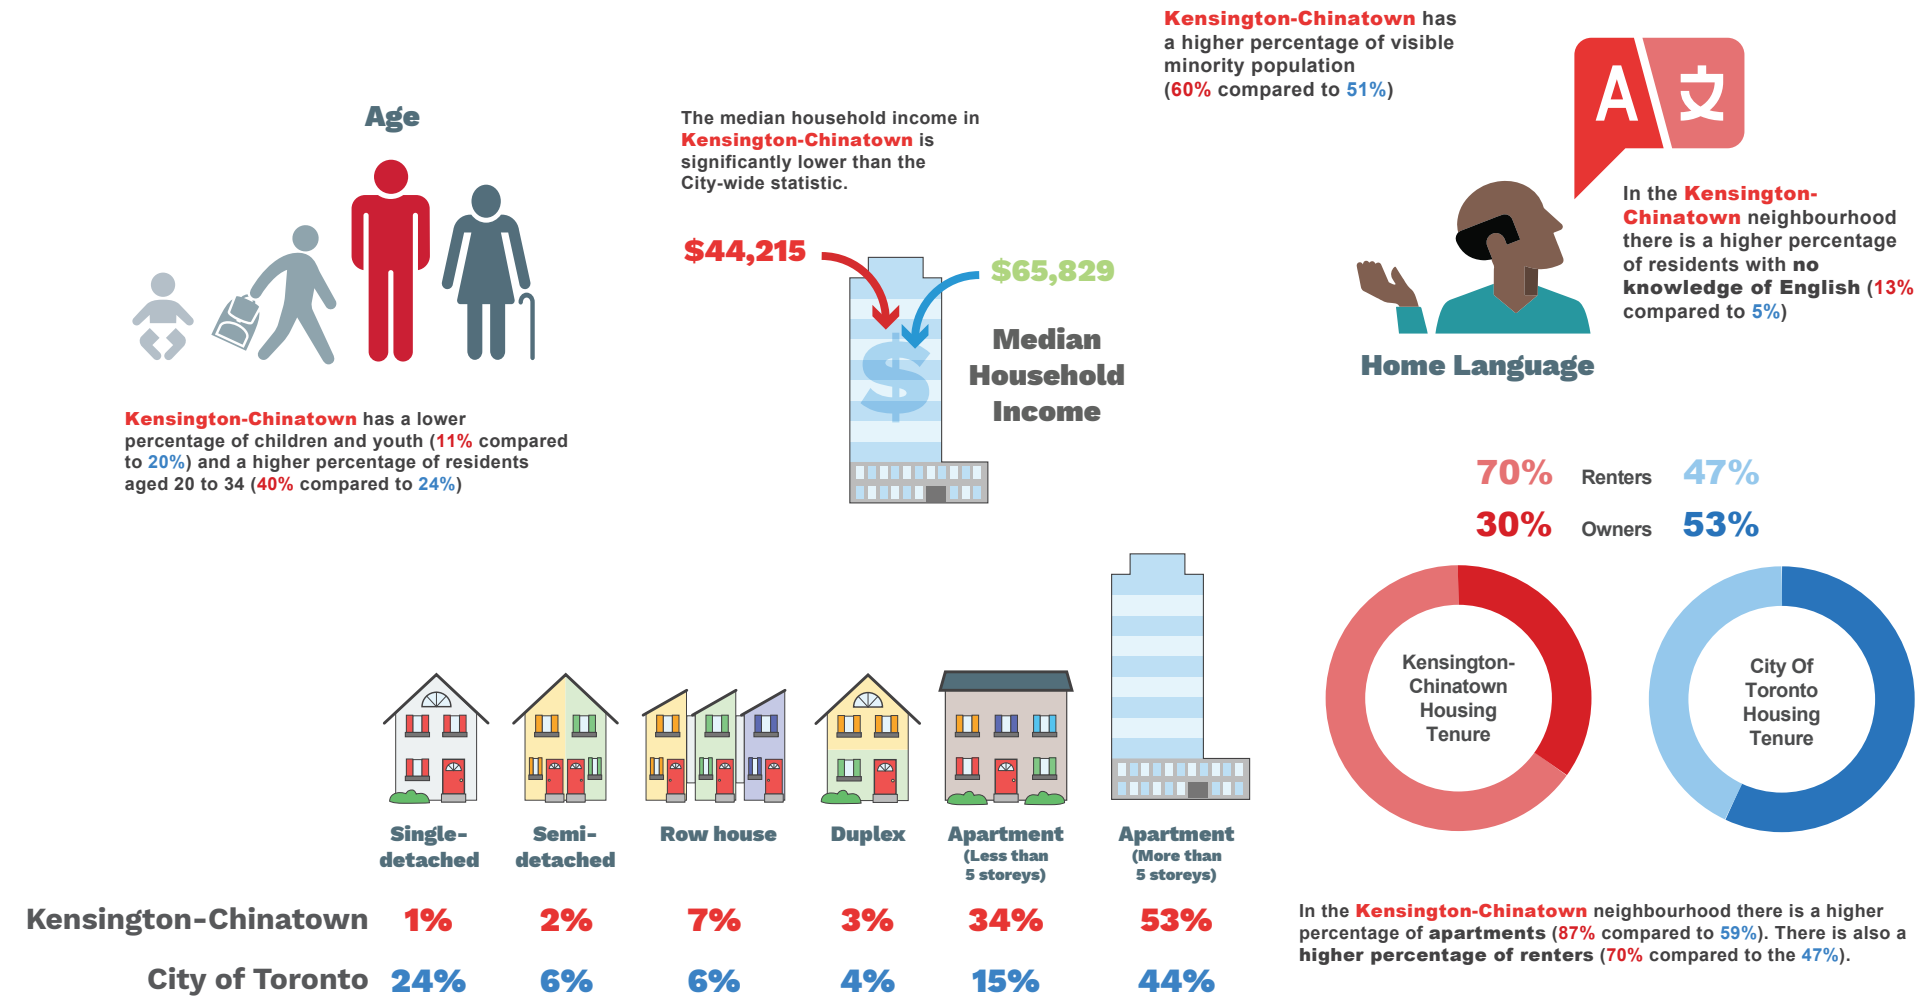 Kensington-Chinatown has
a higher percentage of visible
minority population
(60% compared to 51%)
A 文
Age
The median household income in
Kensington-Chinatown is
significantly lower than the
City-wide statistic.
$44,215
$65,829
$
Median
Household
Income
In the Kensington-
Chinatown neighbourhood
there is a higher percentage
of residents with no
knowledge of English (13%
compared to 5%)
Home Language
Kensington-Chinatown has a lower
percentage of children and youth (11% compared
to 20%) and a higher percentage of residents
aged 20 to 34 (40% compared to 24%)
70% Renters 47%
30% Owners 53%
Kensington-
Chinatown
Housing
Tenure
City Of
Toronto
Housing
Tenure
Single-
detached
Semi-
detached
Row house
Duplex
Apartment
(Less than
5 storeys)
Apartment
(More than
5 storeys)
Kensington-Chinatown 1% 2% 7% 3% 34% 53%
City of Toronto 24% 6% 6% 4% 15% 44%
In the Kensington-Chinatown neighbourhood there is a higher
percentage of apartments (87% compared to 59%). There is also a
higher percentage of renters (70% compared to the 47%).